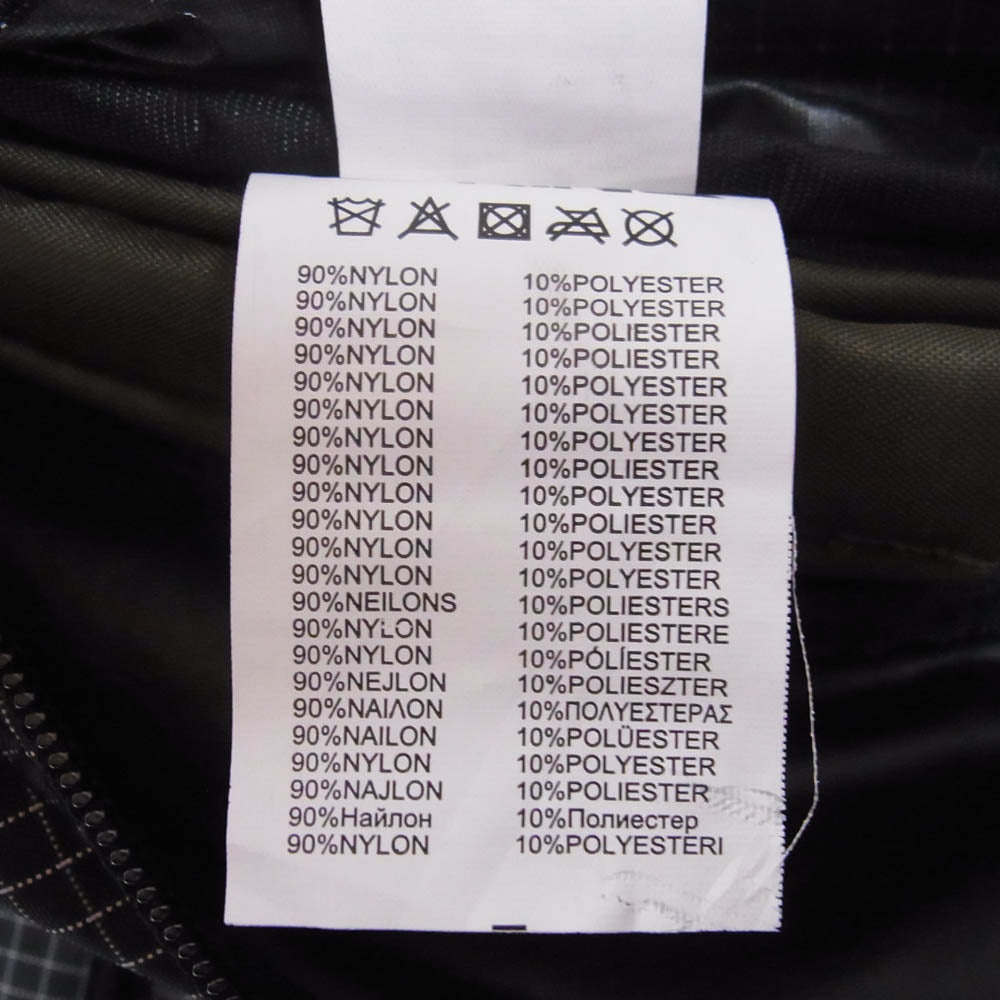 90%NYLON 10%POLYESTER
90%NYLON 10%POLYESTER
90%NYLON 10%POLIESTER
90%NYLON 10%POLIESTER
90%NYLON 10%POLYESTER
90%NYLON 10%POLYESTER
90%NYLON 10%POLYESTER
90%NYLON 10%POLIESTER
90%NYLON 10%POLYESTER
90%NYLON 10%POLIESTER
90%NYLON 10%POLYESTER
90%NYLON 10%POLYESTER
90%NEILONS 10%POLIESTERS
90%NYLON 10%POLIESTERE
90%NYLON 10%PÓLÍESTER
90%NEJLON 10%POLIESZTER
90%ΝΑΙΛΟΝ 10%ΠΟΛΥΕΣΤΕΡΑΣ
90%NAILON 10%POLÜESTER
90%NYLON 10%POLYESTER
90%NAJLON 10%POLIESTER
90%Найлон 10%Полиестер
90%NYLON 10%POLYESTERI